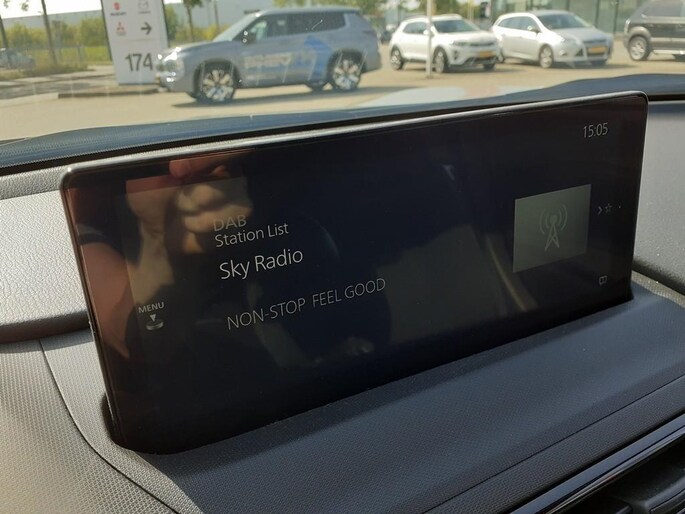 174
15:05
DAB
Station List
Sky Radio
MENU
NON-STOP FEEL GOOD